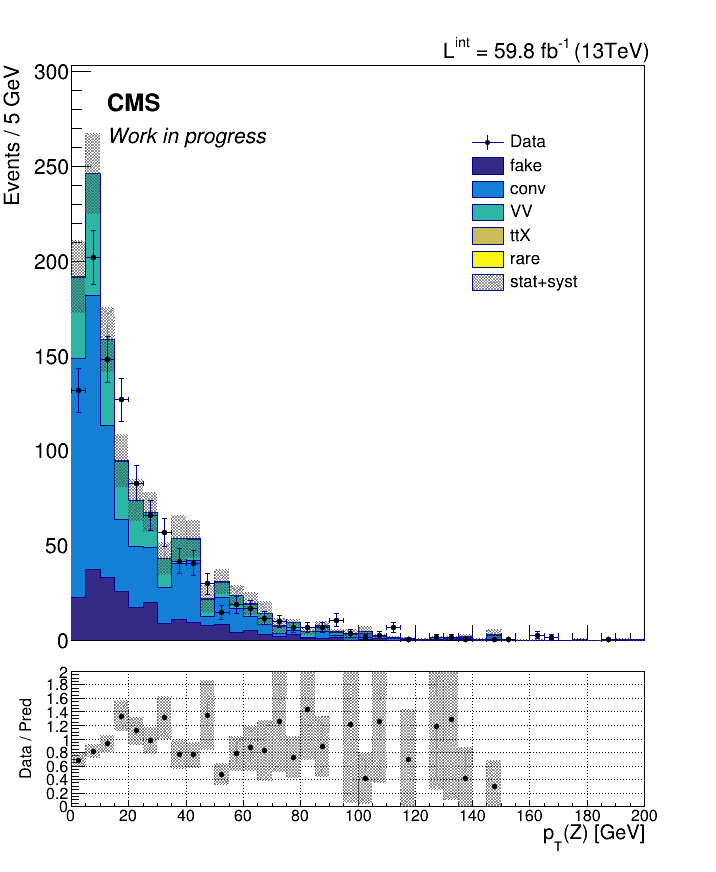 L^int = 59.8 fb^-1 (13TeV)
Events / 5 GeV
300
250
200
150
100
50
0
CMS
Work in progress
Data
fake
conv
VV
ttX
rare
stat+syst
Data / Pred
2
1.8
1.6
1.4
1.2
1
0.8
0.6
0.4
0.2
0
0 20 40 60 80 100 120 140 160 180 200
p_T(Z) [GeV]